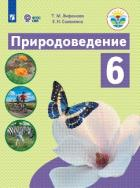 Т. М. Лифанова
Е. Н. Соломина
Природоведение
6